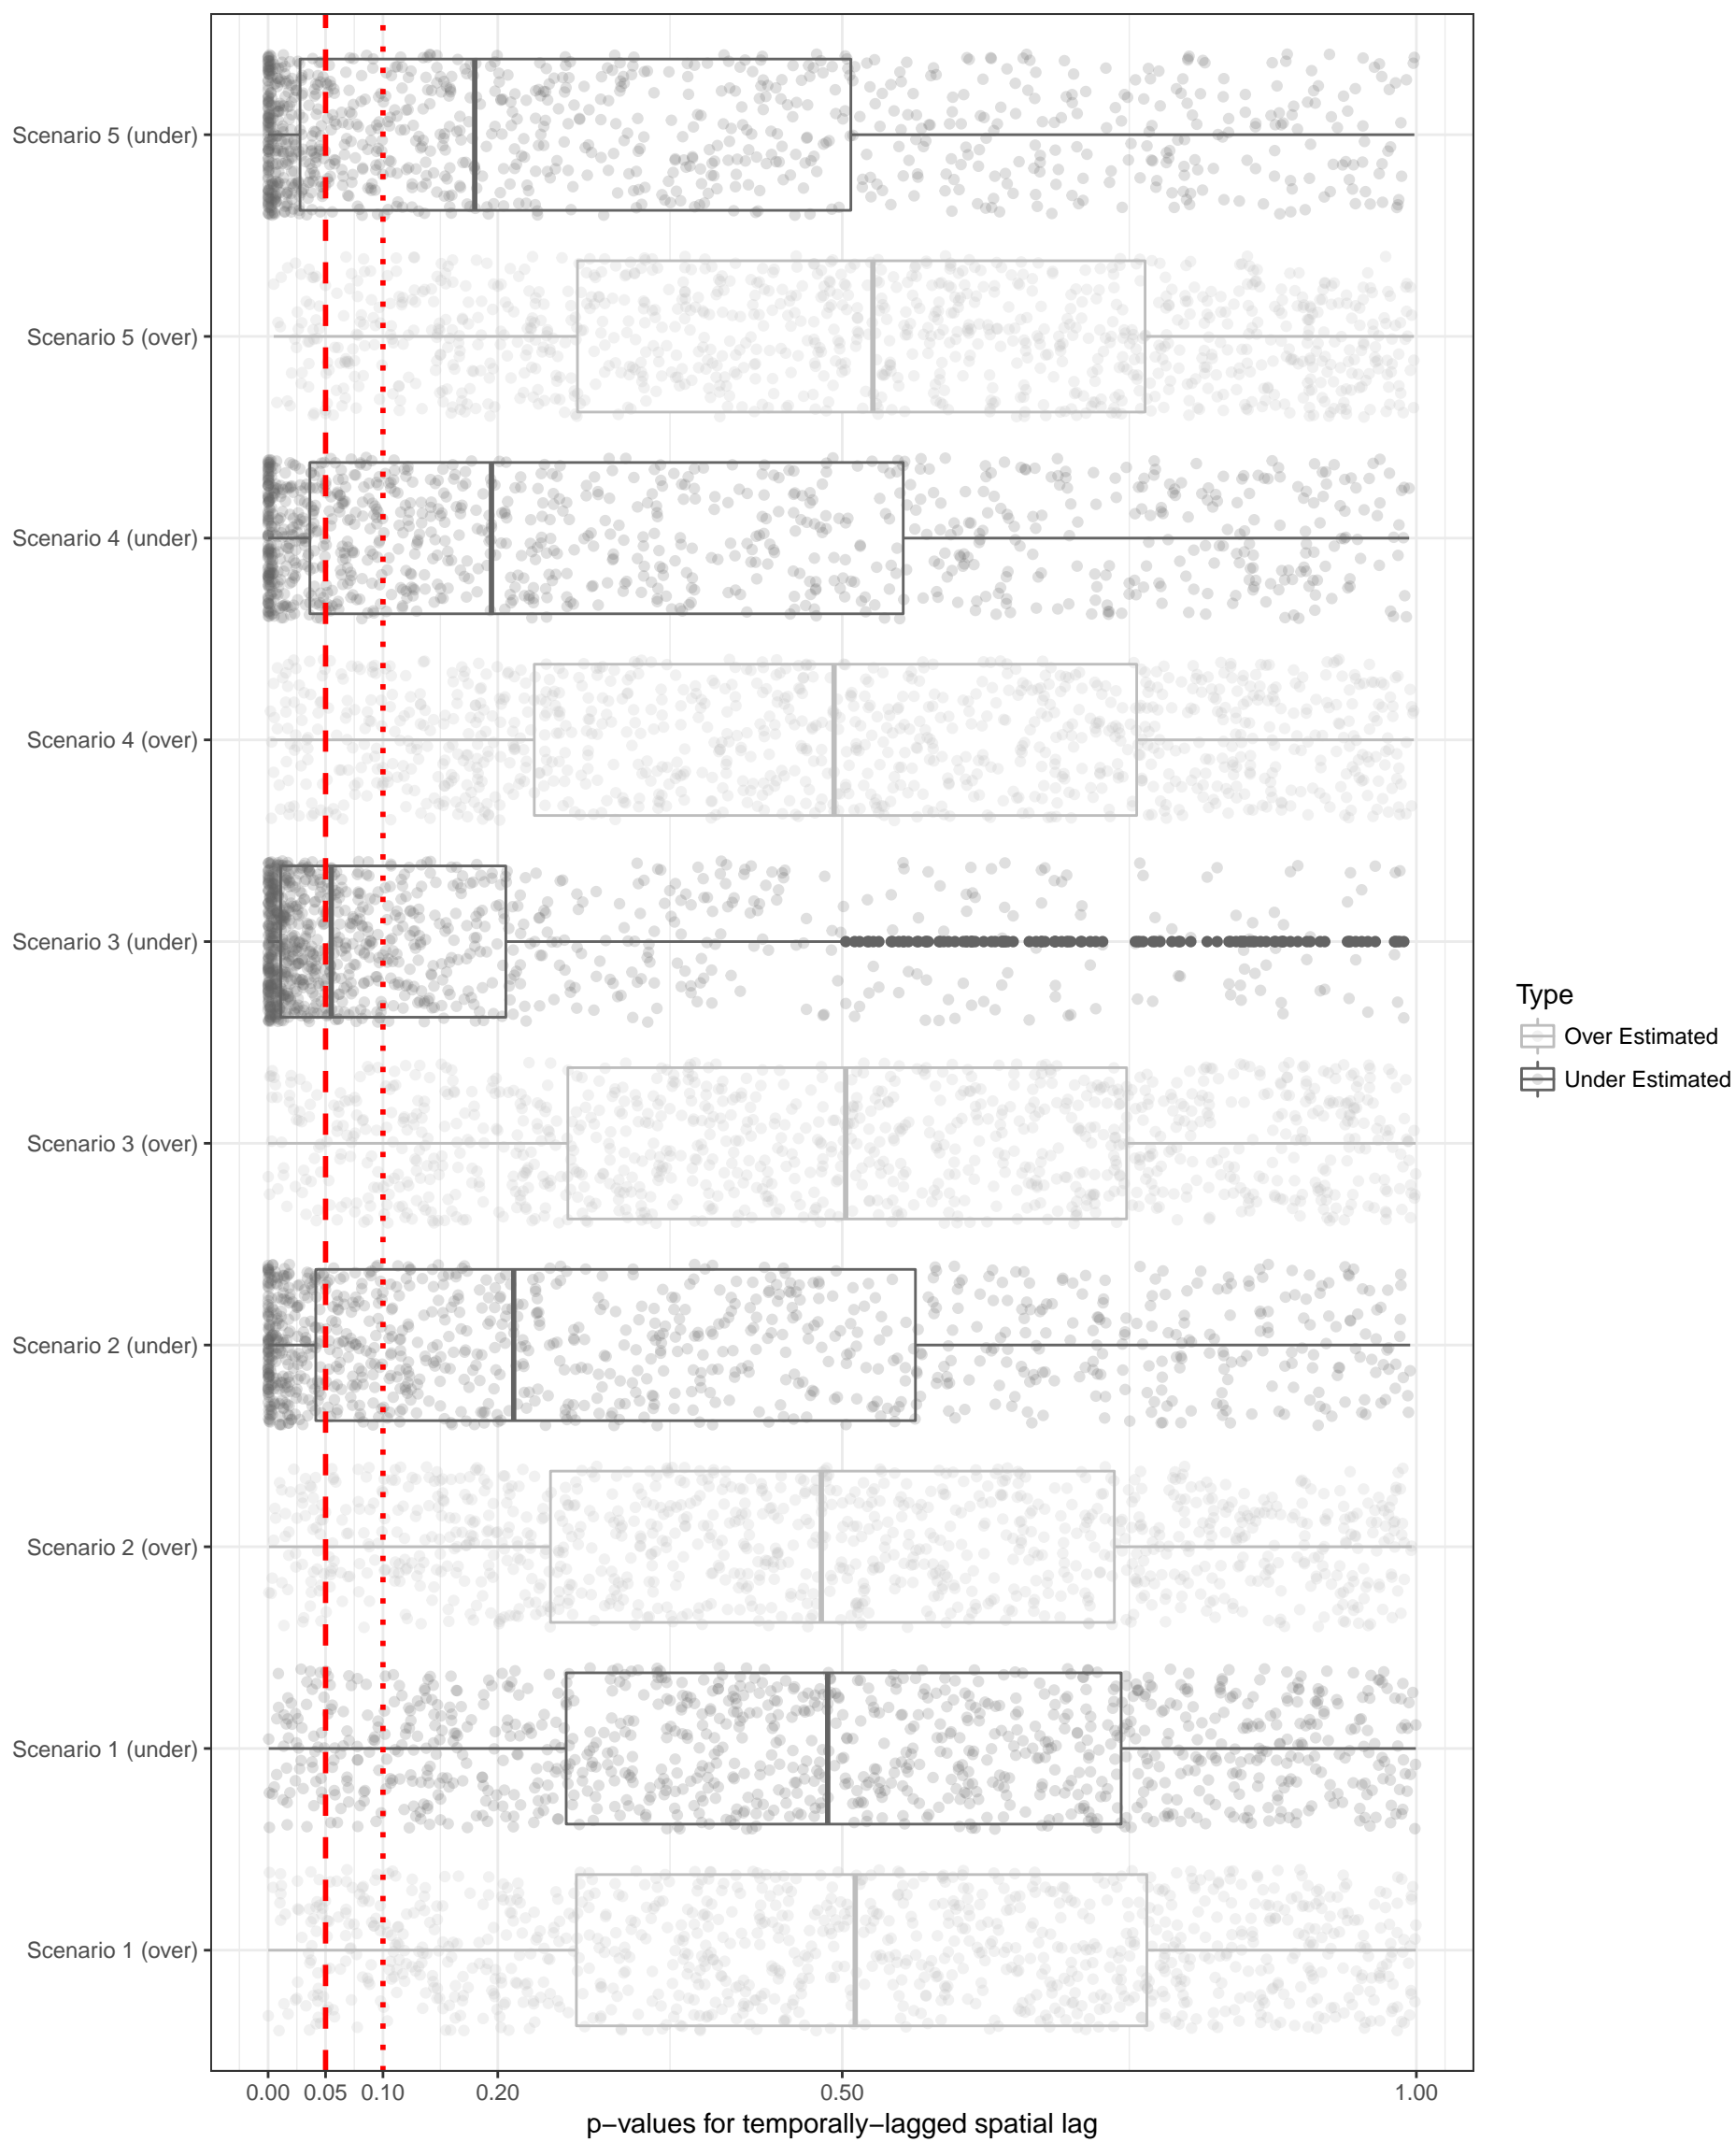 Scenario 5 (under)
Scenario 5 (over)
Scenario 4 (under)
Scenario 4 (over)
Scenario 3 (under)
Scenario 3 (over)
Scenario 2 (under)
Scenario 2 (over)
Scenario 1 (under)
Scenario 1 (over)
0.00 0.05 0.10 0.20 0.50 1.00
p−values for temporally−lagged spatial lag
Type
Over Estimated
Under Estimated